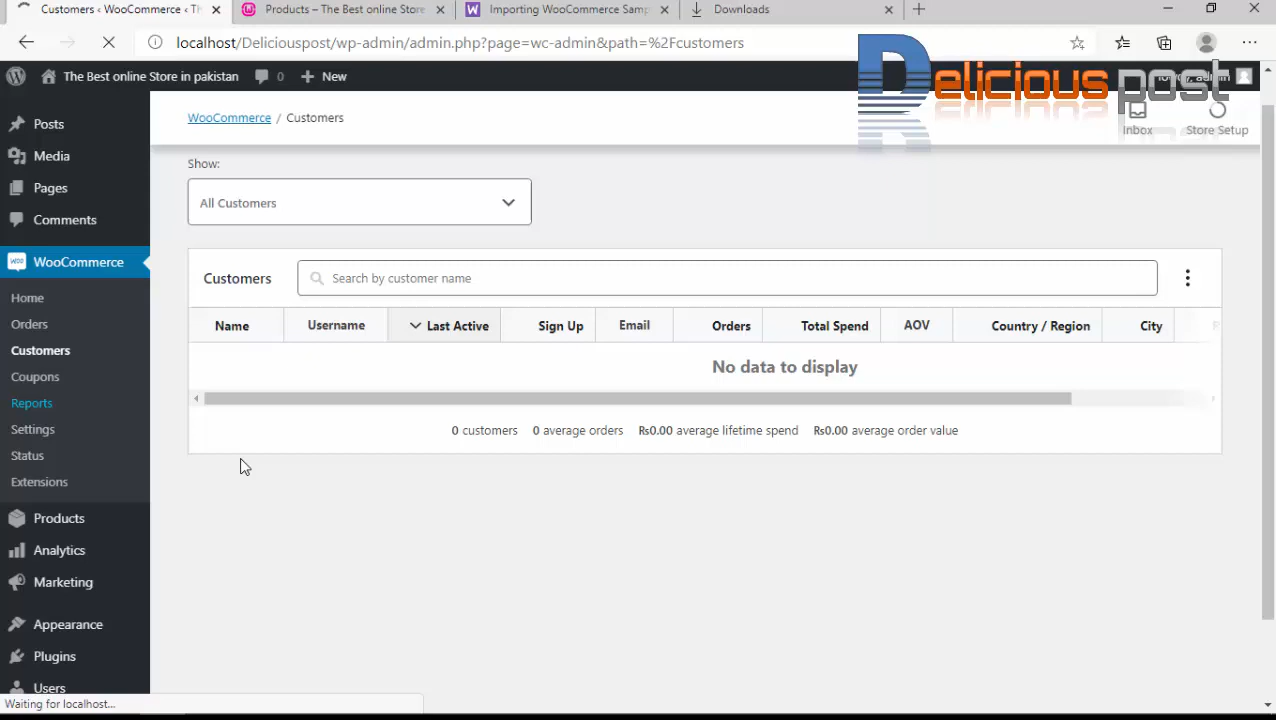 Customers ‹ WooCommerce ‹ Th
Products – The Best online Store
Importing WooCommerce Samp
Downloads
localhost/Deliciouspost/wp-admin/admin.php?page=wc-admin&path=%2Fcustomers
The Best online Store in pakistan
0
New
admin
Delicious post
WooCommerce / Customers
Inbox
Store Setup
Posts
Media
Pages
Comments
WooCommerce
Home
Orders
Customers
Coupons
Reports
Settings
Status
Extensions
Products
Analytics
Marketing
Appearance
Plugins
Users
Show:
All Customers
Customers
Search by customer name
Name Username Last Active Sign Up Email Orders Total Spend AOV Country / Region City
No data to display
0 customers 0 average orders Rs0.00 average lifetime spend Rs0.00 average order value
Waiting for localhost...